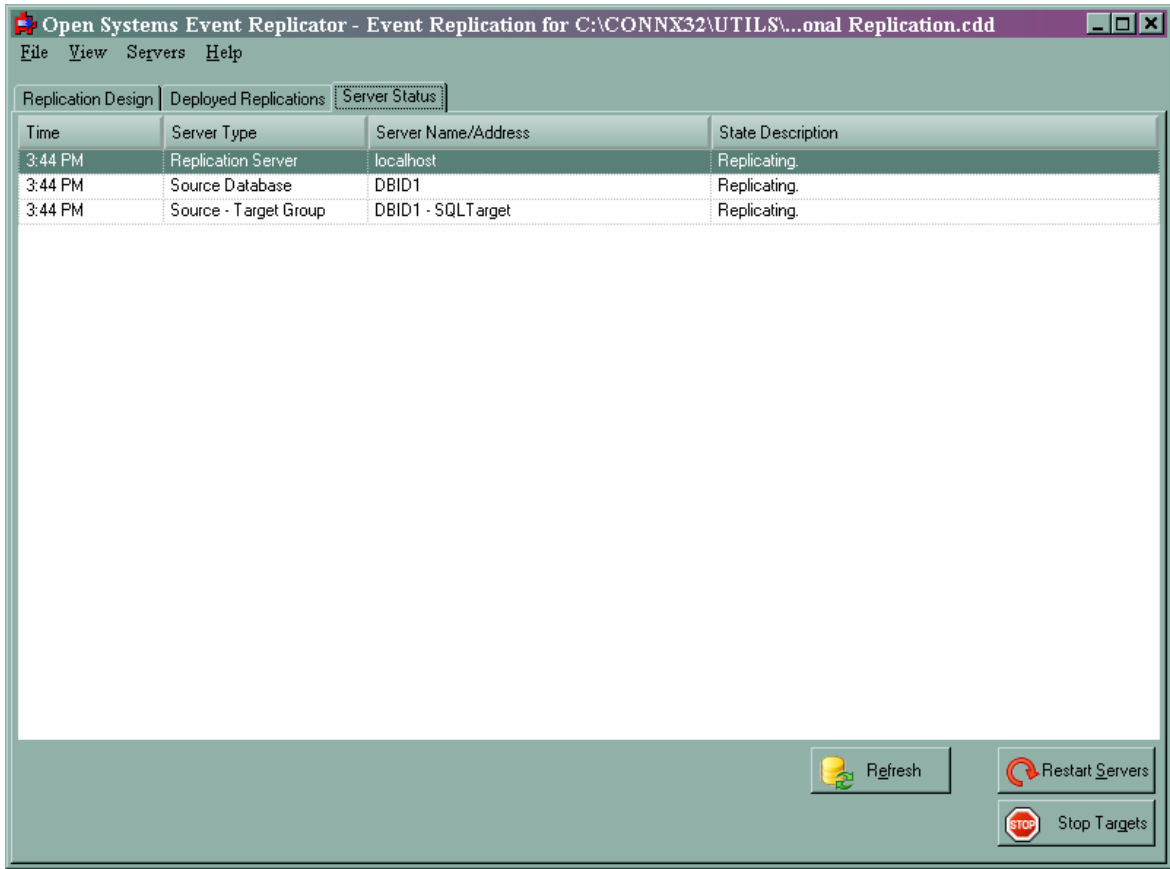 Open Systems Event Replicator - Event Replication for C:\CONNX32\UTILS\...onal Replication.cdd
File View Servers Help
Replication Design Deployed Replications Server Status
Time Server Type Server Name/Address State Description
3:44 PM Replication Server localhost Replicating.
3:44 PM Source Database DBID1 Replicating.
3:44 PM Source - Target Group DBID1 - SQLTarget Replicating.
Refresh Restart Servers
STOP Stop Targets